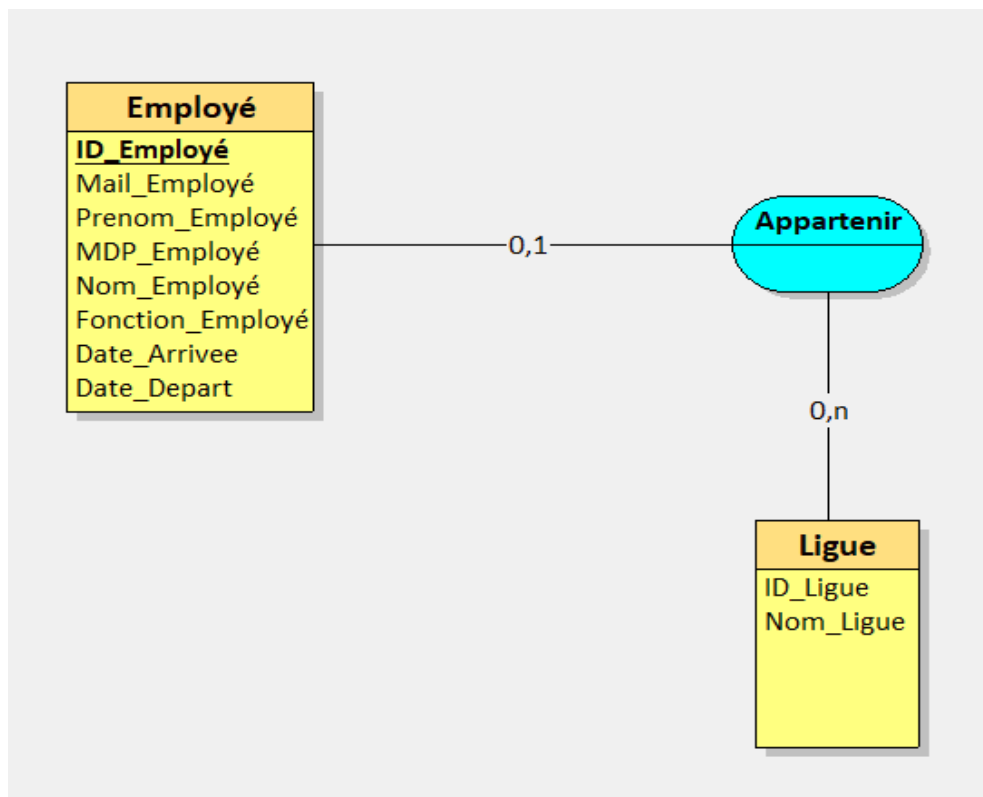 Employé
ID_Employé
Mail_Employé
Prenom_Employé
MDP_Employé
Nom_Employé
Fonction_Employé
Date_Arrivee
Date_Depart
0,1
Appartenir
0,n
Ligue
ID_Ligue
Nom_Ligue